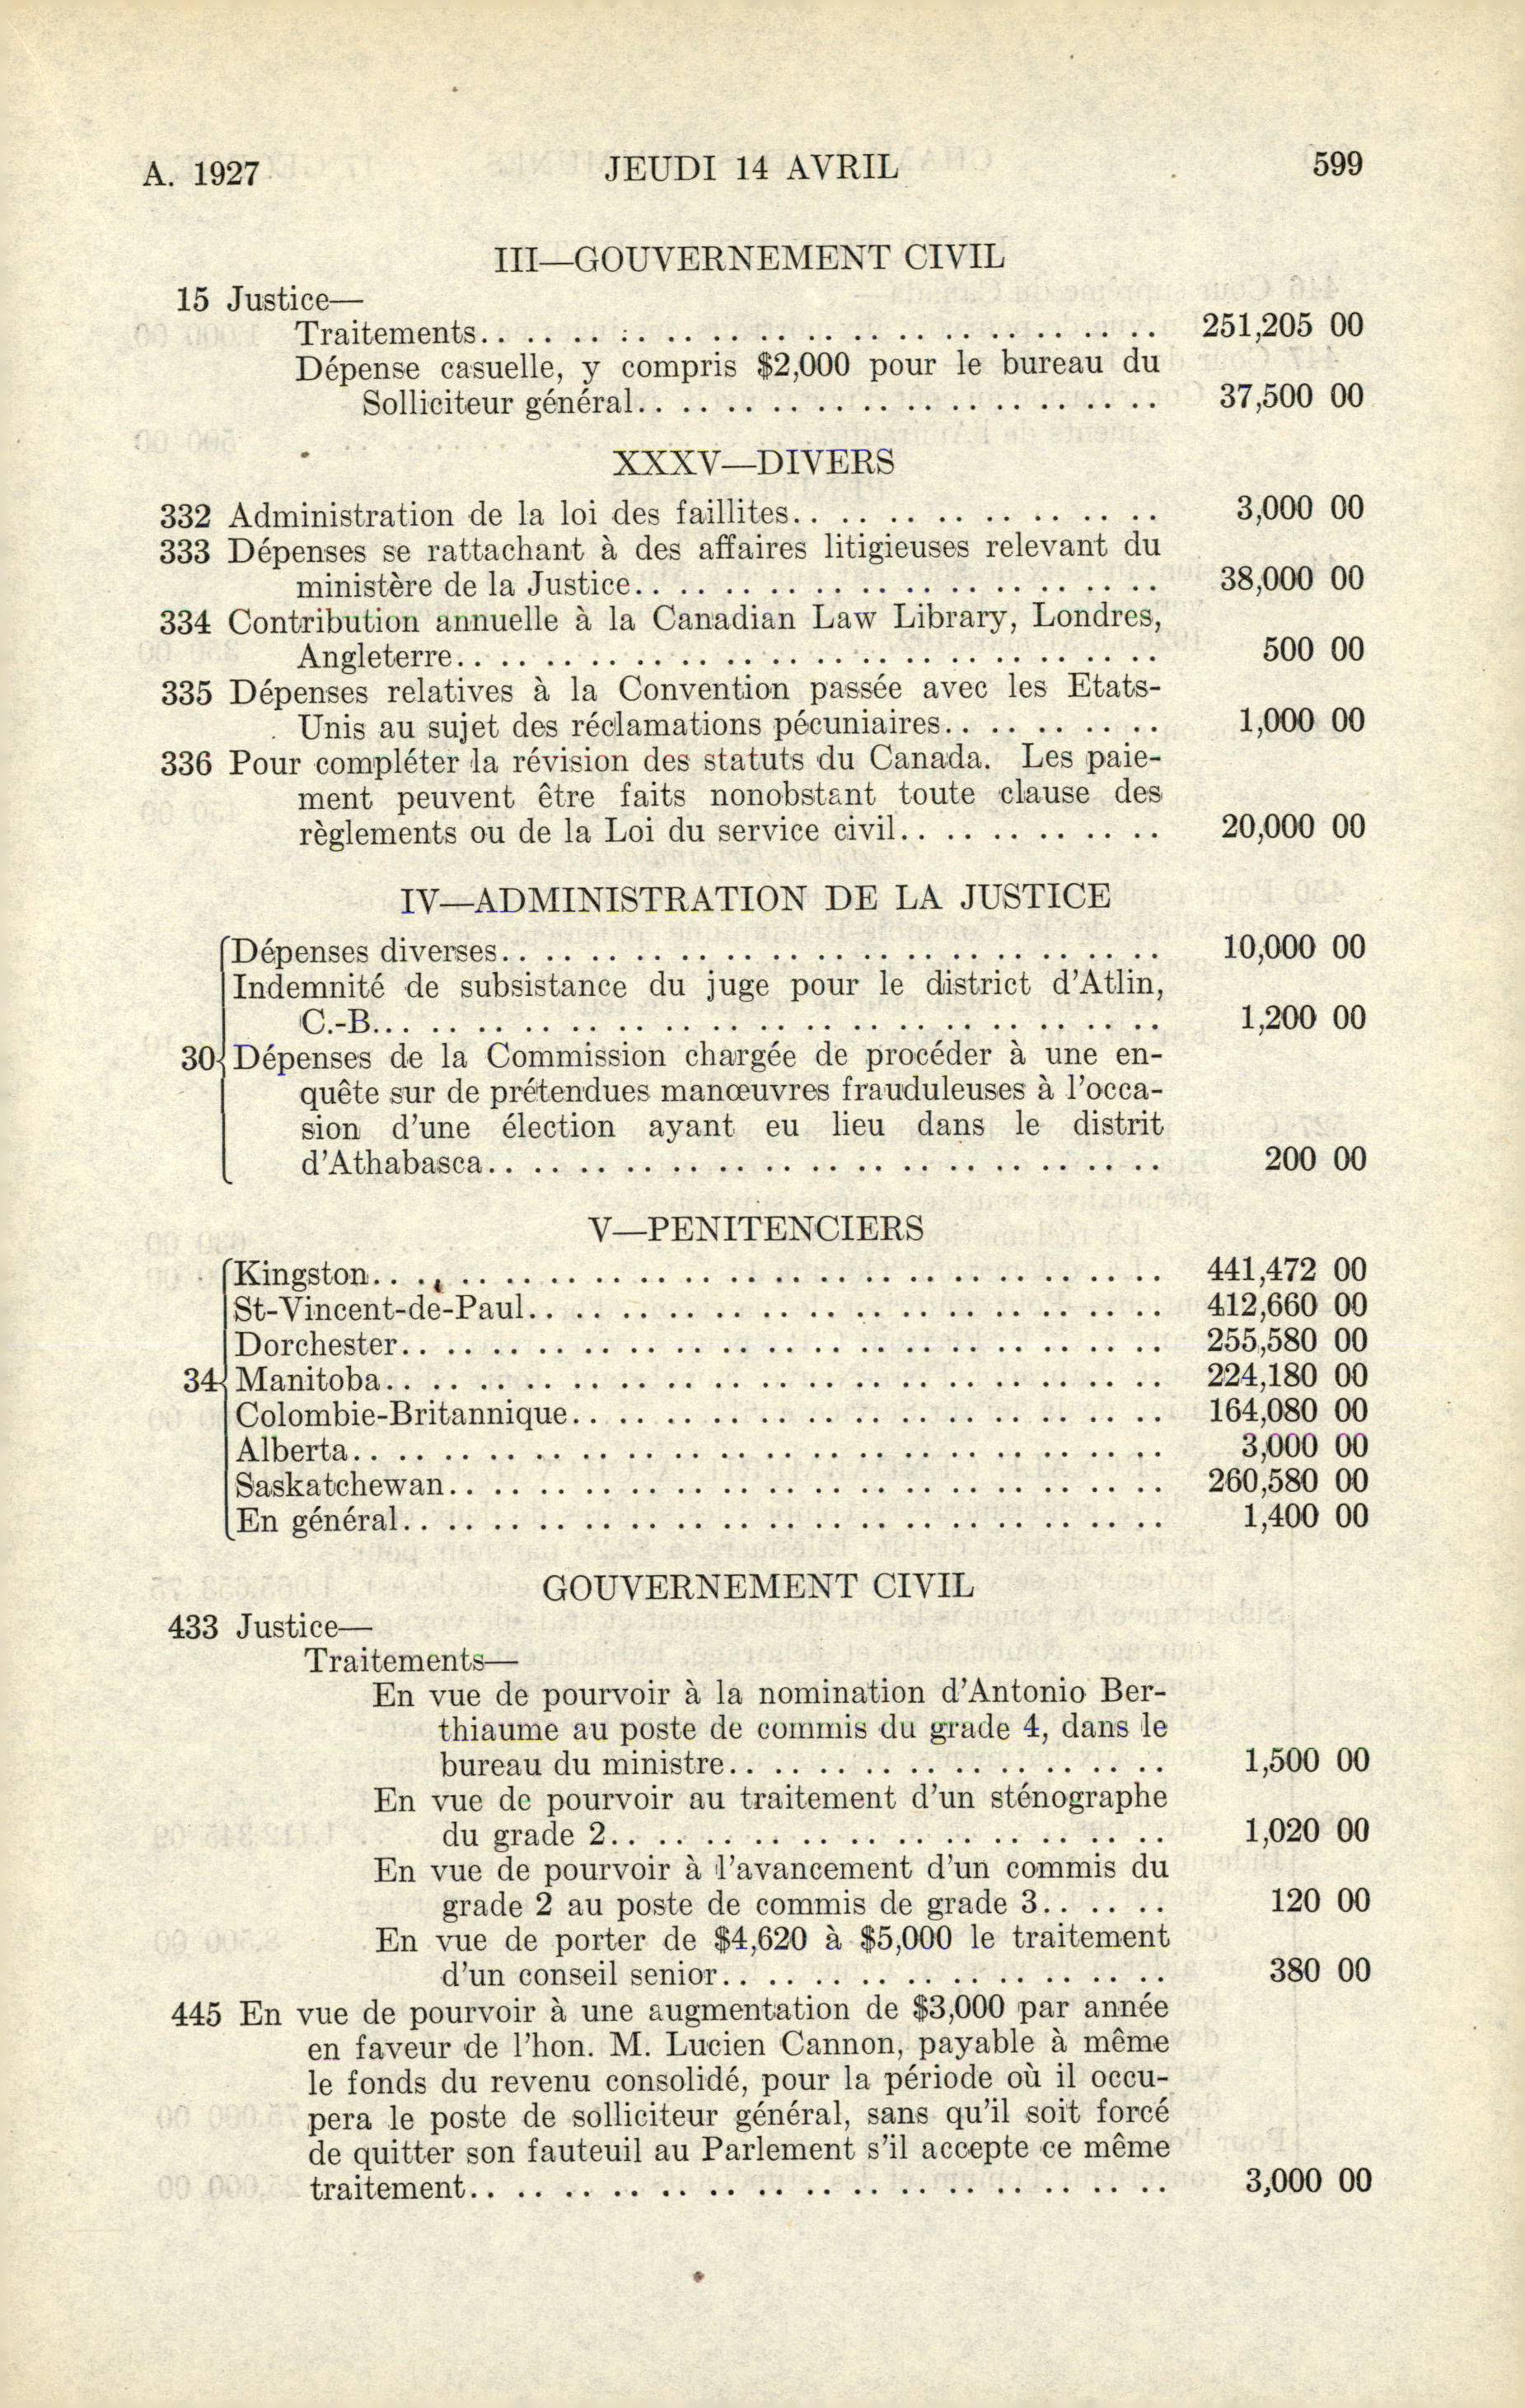 A. 1927 JEUDI 14 AVRIL 599
III—GOUVERNEMENT CIVIL
15 Justice—
Traitements.. .. .. .. .. .. .. .. .. .. .. .. .. .. .. 251,205 00
Dépense casuelle, y compris $2,000 pour le bureau du
Solliciteur général.. .. .. .. .. .. .. .. .. .. .. .. 37,500 00
XXXV—DIVERS
332 Administration de la loi des faillites.. .. .. .. .. .. .. .. 3,000 00
333 Dépenses se rattachant à des affaires litigieuses relevant du
ministère de la Justice.. .. .. .. .. .. .. .. .. .. .. .. 38,000 00
334 Contribution annuelle à la Canadian Law Library, Londres,
Angleterre.. .. .. .. .. .. .. .. .. .. .. .. .. .. .. .. 500 00
335 Dépenses relatives à la Convention passée avec les Etats-
Unis au sujet des réclamations pécuniaires.. .. .. .. .. 1,000 00
336 Pour compléter la révision des statuts du Canada. Les paie-
ment peuvent être faits nonobstant toute clause des
règlements ou de la Loi du service civil.. .. .. .. .. .. 20,000 00
IV—ADMINISTRATION DE LA JUSTICE
Dépenses diverses.. .. .. .. .. .. .. .. .. .. .. .. .. .. .. 10,000 00
Indemnité de subsistance du juge pour le district d'Atlin,
C.-B... .. .. .. .. .. .. .. .. .. .. .. .. .. .. .. .. .. 1,200 00
30 Dépenses de la Commission chargée de procéder à une en-
quête sur de prétendues manœuvres frauduleuses à l'occa-
sion d'une élection ayant eu lieu dans le distrit
d'Athabasca.. .. .. .. .. .. .. .. .. .. .. .. .. .. .. 200 00
V—PENITENCIERS
Kingston.. .. .. .. .. .. .. .. .. .. .. .. .. .. .. .. .. .. 441,472 00
St-Vincent-de-Paul.. .. .. .. .. .. .. .. .. .. .. .. .. .. 412,660 00
Dorchester.. .. .. .. .. .. .. .. .. .. .. .. .. .. .. .. .. 255,580 00
34 Manitoba.. .. .. .. .. .. .. .. .. .. .. .. .. .. .. .. .. 224,180 00
Colombie-Britannique.. .. .. .. .. .. .. .. .. .. .. .. .. 164,080 00
Alberta.. .. .. .. .. .. .. .. .. .. .. .. .. .. .. .. .. .. 3,000 00
Saskatchewan.. .. .. .. .. .. .. .. .. .. .. .. .. .. .. .. 260,580 00
En général.. .. .. .. .. .. .. .. .. .. .. .. .. .. .. .. .. 1,400 00
GOUVERNEMENT CIVIL
433 Justice—
Traitements—
En vue de pourvoir à la nomination d'Antonio Ber-
thiaume au poste de commis du grade 4, dans le
bureau du ministre.. .. .. .. .. .. .. .. .. .. 1,500 00
En vue de pourvoir au traitement d'un sténographe
du grade 2.. .. .. .. .. .. .. .. .. .. .. .. 1,020 00
En vue de pourvoir à l'avancement d'un commis du
grade 2 au poste de commis de grade 3.. .. .. 120 00
En vue de porter de $4,620 à $5,000 le traitement
d'un conseil senior.. .. .. .. .. .. .. .. .. .. 380 00
445 En vue de pourvoir à une augmentation de $3,000 par année
en faveur de l'hon. M. Lucien Cannon, payable à même
le fonds du revenu consolidé, pour la période où il occu-
pera le poste de solliciteur général, sans qu'il soit forcé
de quitter son fauteuil au Parlement s'il accepte ce même
traitement.. .. .. .. .. .. .. .. .. .. .. .. .. .. .. 3,000 00